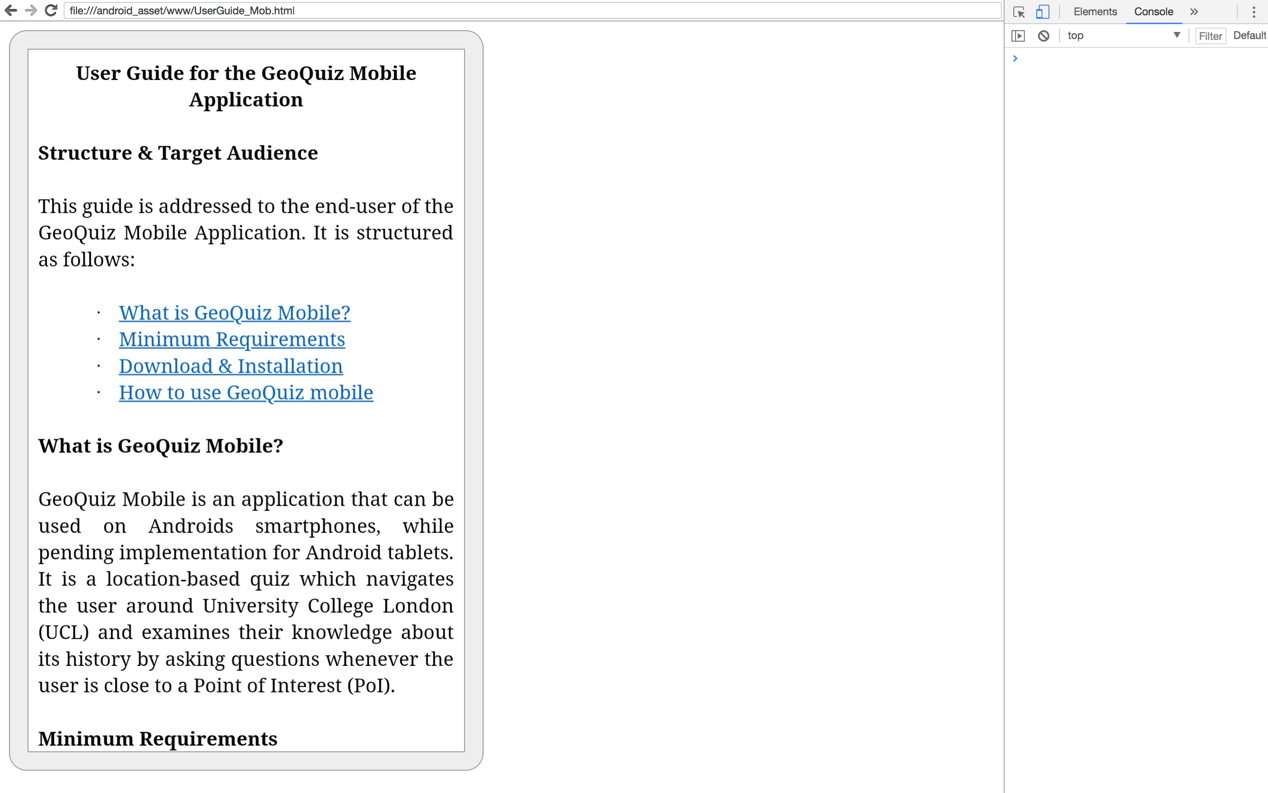 file:///android_asset/www/UserGuide_Mob.html
Elements
Console
top
Filter
Default
User Guide for the GeoQuiz Mobile
Application
Structure & Target Audience
This guide is addressed to the end-user of the
GeoQuiz Mobile Application. It is structured
as follows:
· What is GeoQuiz Mobile?
· Minimum Requirements
· Download & Installation
· How to use GeoQuiz mobile
What is GeoQuiz Mobile?
GeoQuiz Mobile is an application that can be
used on Androids smartphones, while
pending implementation for Android tablets.
It is a location-based quiz which navigates
the user around University College London
(UCL) and examines their knowledge about
its history by asking questions whenever the
user is close to a Point of Interest (PoI).
Minimum Requirements